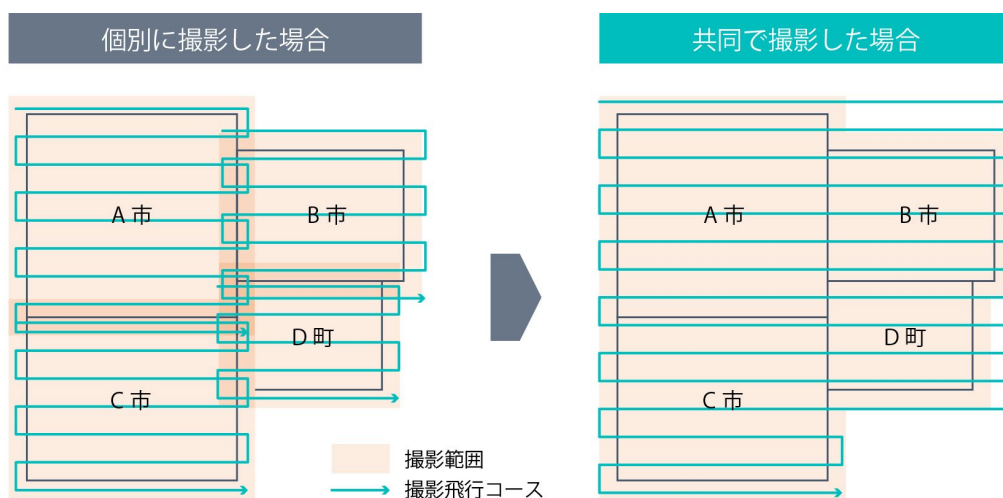 個別に撮影した場合
共同で撮影した場合
A 市
B 市
D 町
C 市
A 市
B 市
D 町
C 市
撮影範囲
撮影飛行コース